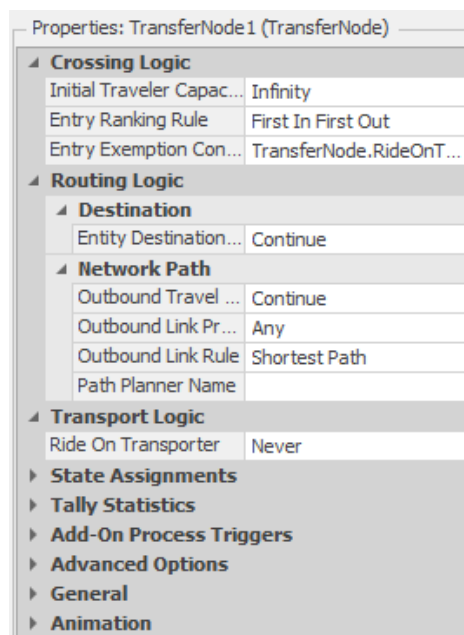 Properties: TransferNode1 (TransferNode)
Crossing Logic
Initial Traveler Capac... Infinity
Entry Ranking Rule First In First Out
Entry Exemption Con... TransferNode.RideOnT...
Routing Logic
Destination
Entity Destination... Continue
Network Path
Outbound Travel ... Continue
Outbound Link Pr... Any
Outbound Link Rule Shortest Path
Path Planner Name
Transport Logic
Ride On Transporter Never
State Assignments
Tally Statistics
Add-On Process Triggers
Advanced Options
General
Animation